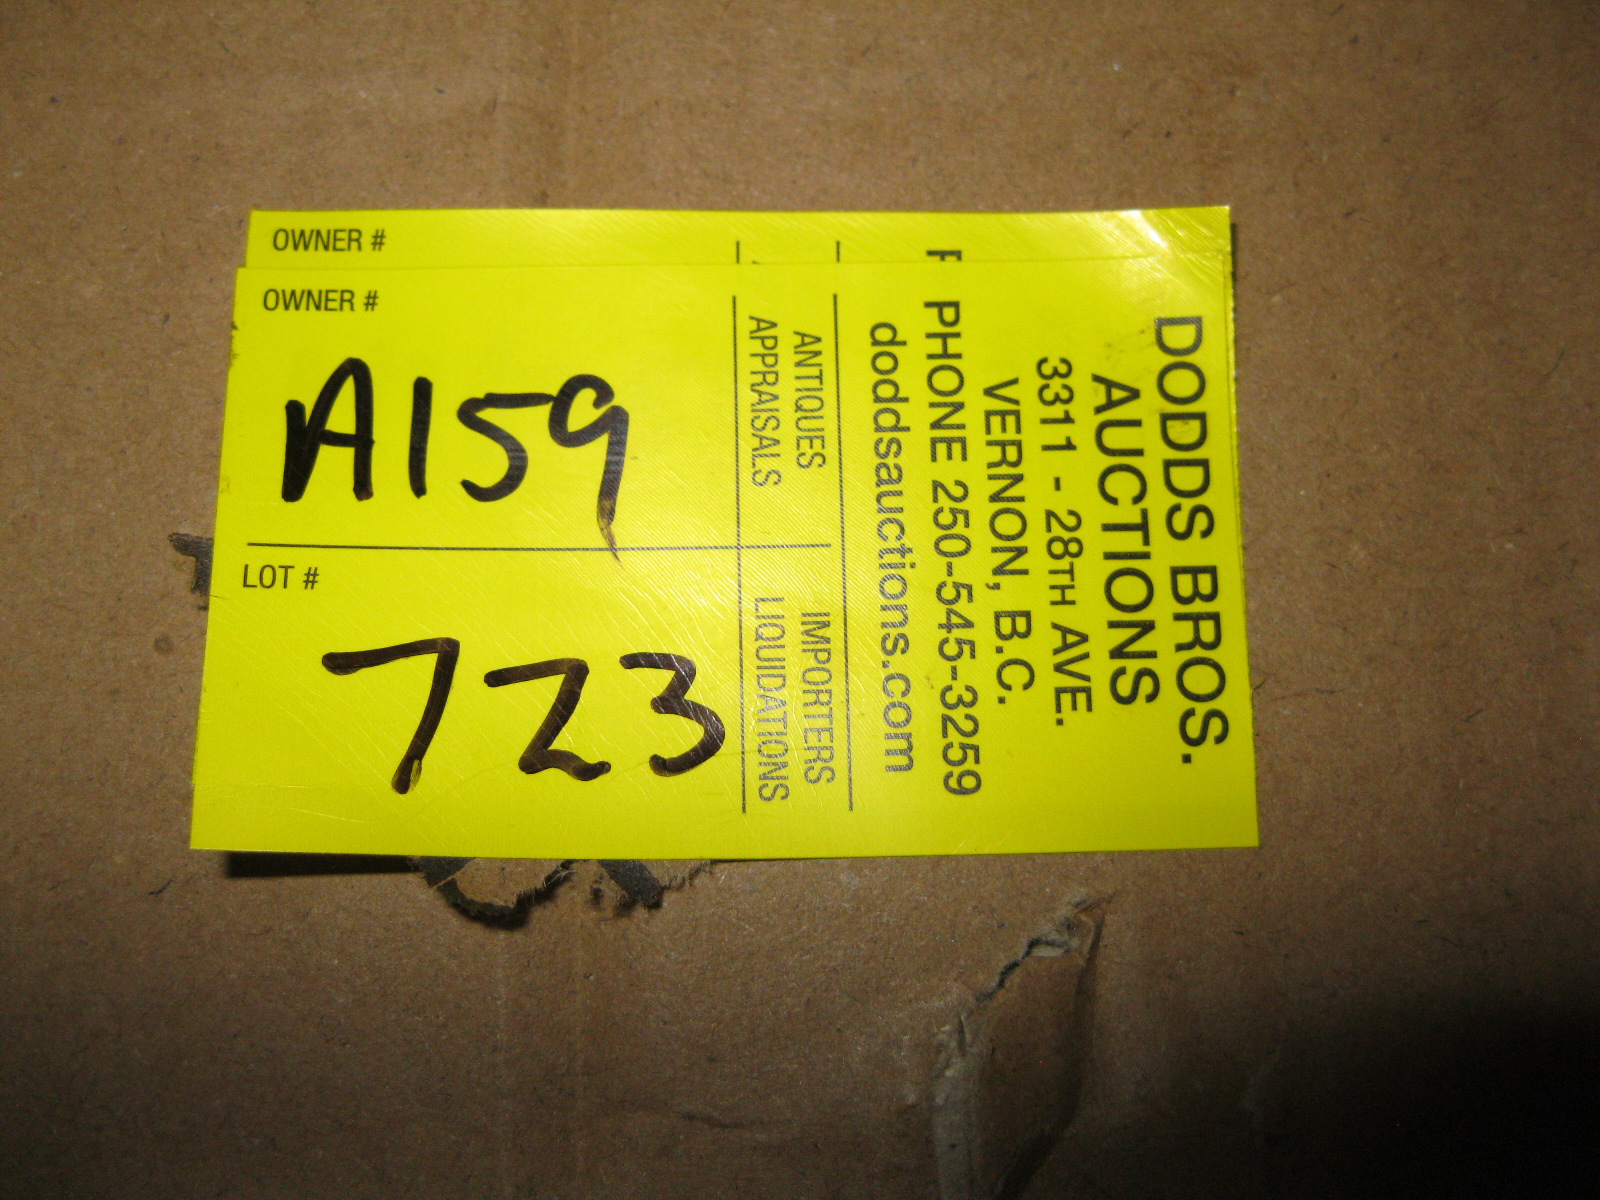 OWNER #
OWNER #
A159
LOT #
723
ANTIQUES
APPRAISALS
IMPORTERS
LIQUIDATIONS
DODDS BROS.
AUCTIONS
3311 - 28TH AVE.
VERNON, B.C.
PHONE 250-545-3259
doddsauctions.com